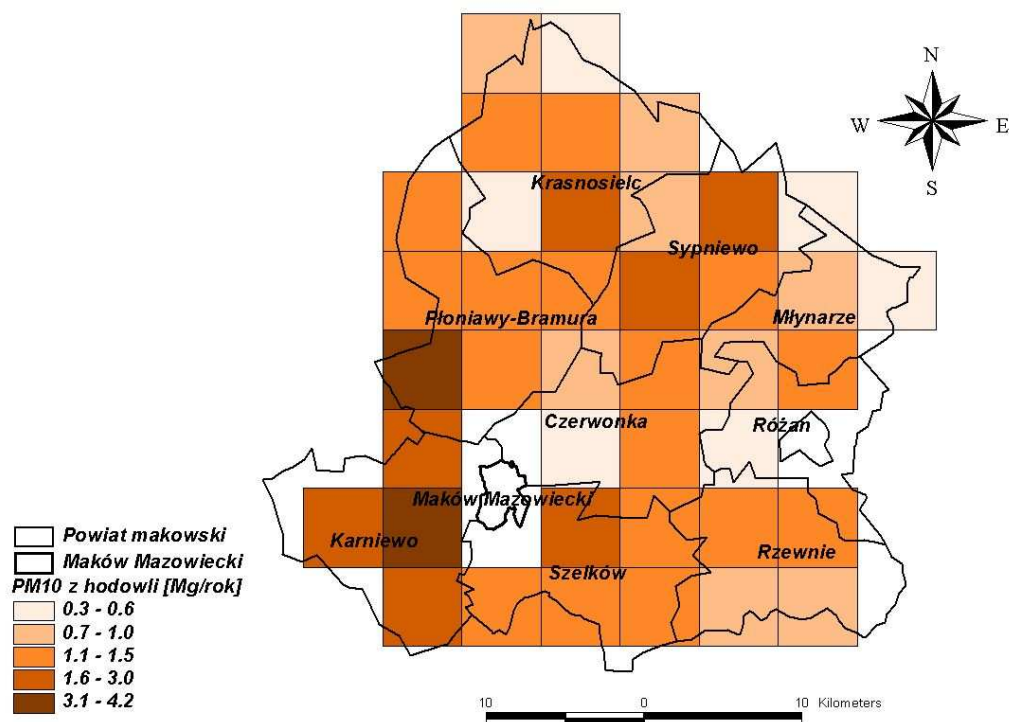 N
W
E
S
Krasnosielc
Sypniewo
Płoniawy-Bramura
Młynarze
Czerwonka
Różan
Maków Mazowiecki
Karniewo
Rzewnie
Szelków
Powiat makowski
Maków Mazowiecki
PM10 z hodowli [Mg/rok]
0.3 - 0.6
0.7 - 1.0
1.1 - 1.5
1.6 - 3.0
3.1 - 4.2
10 0 10 Kilometers